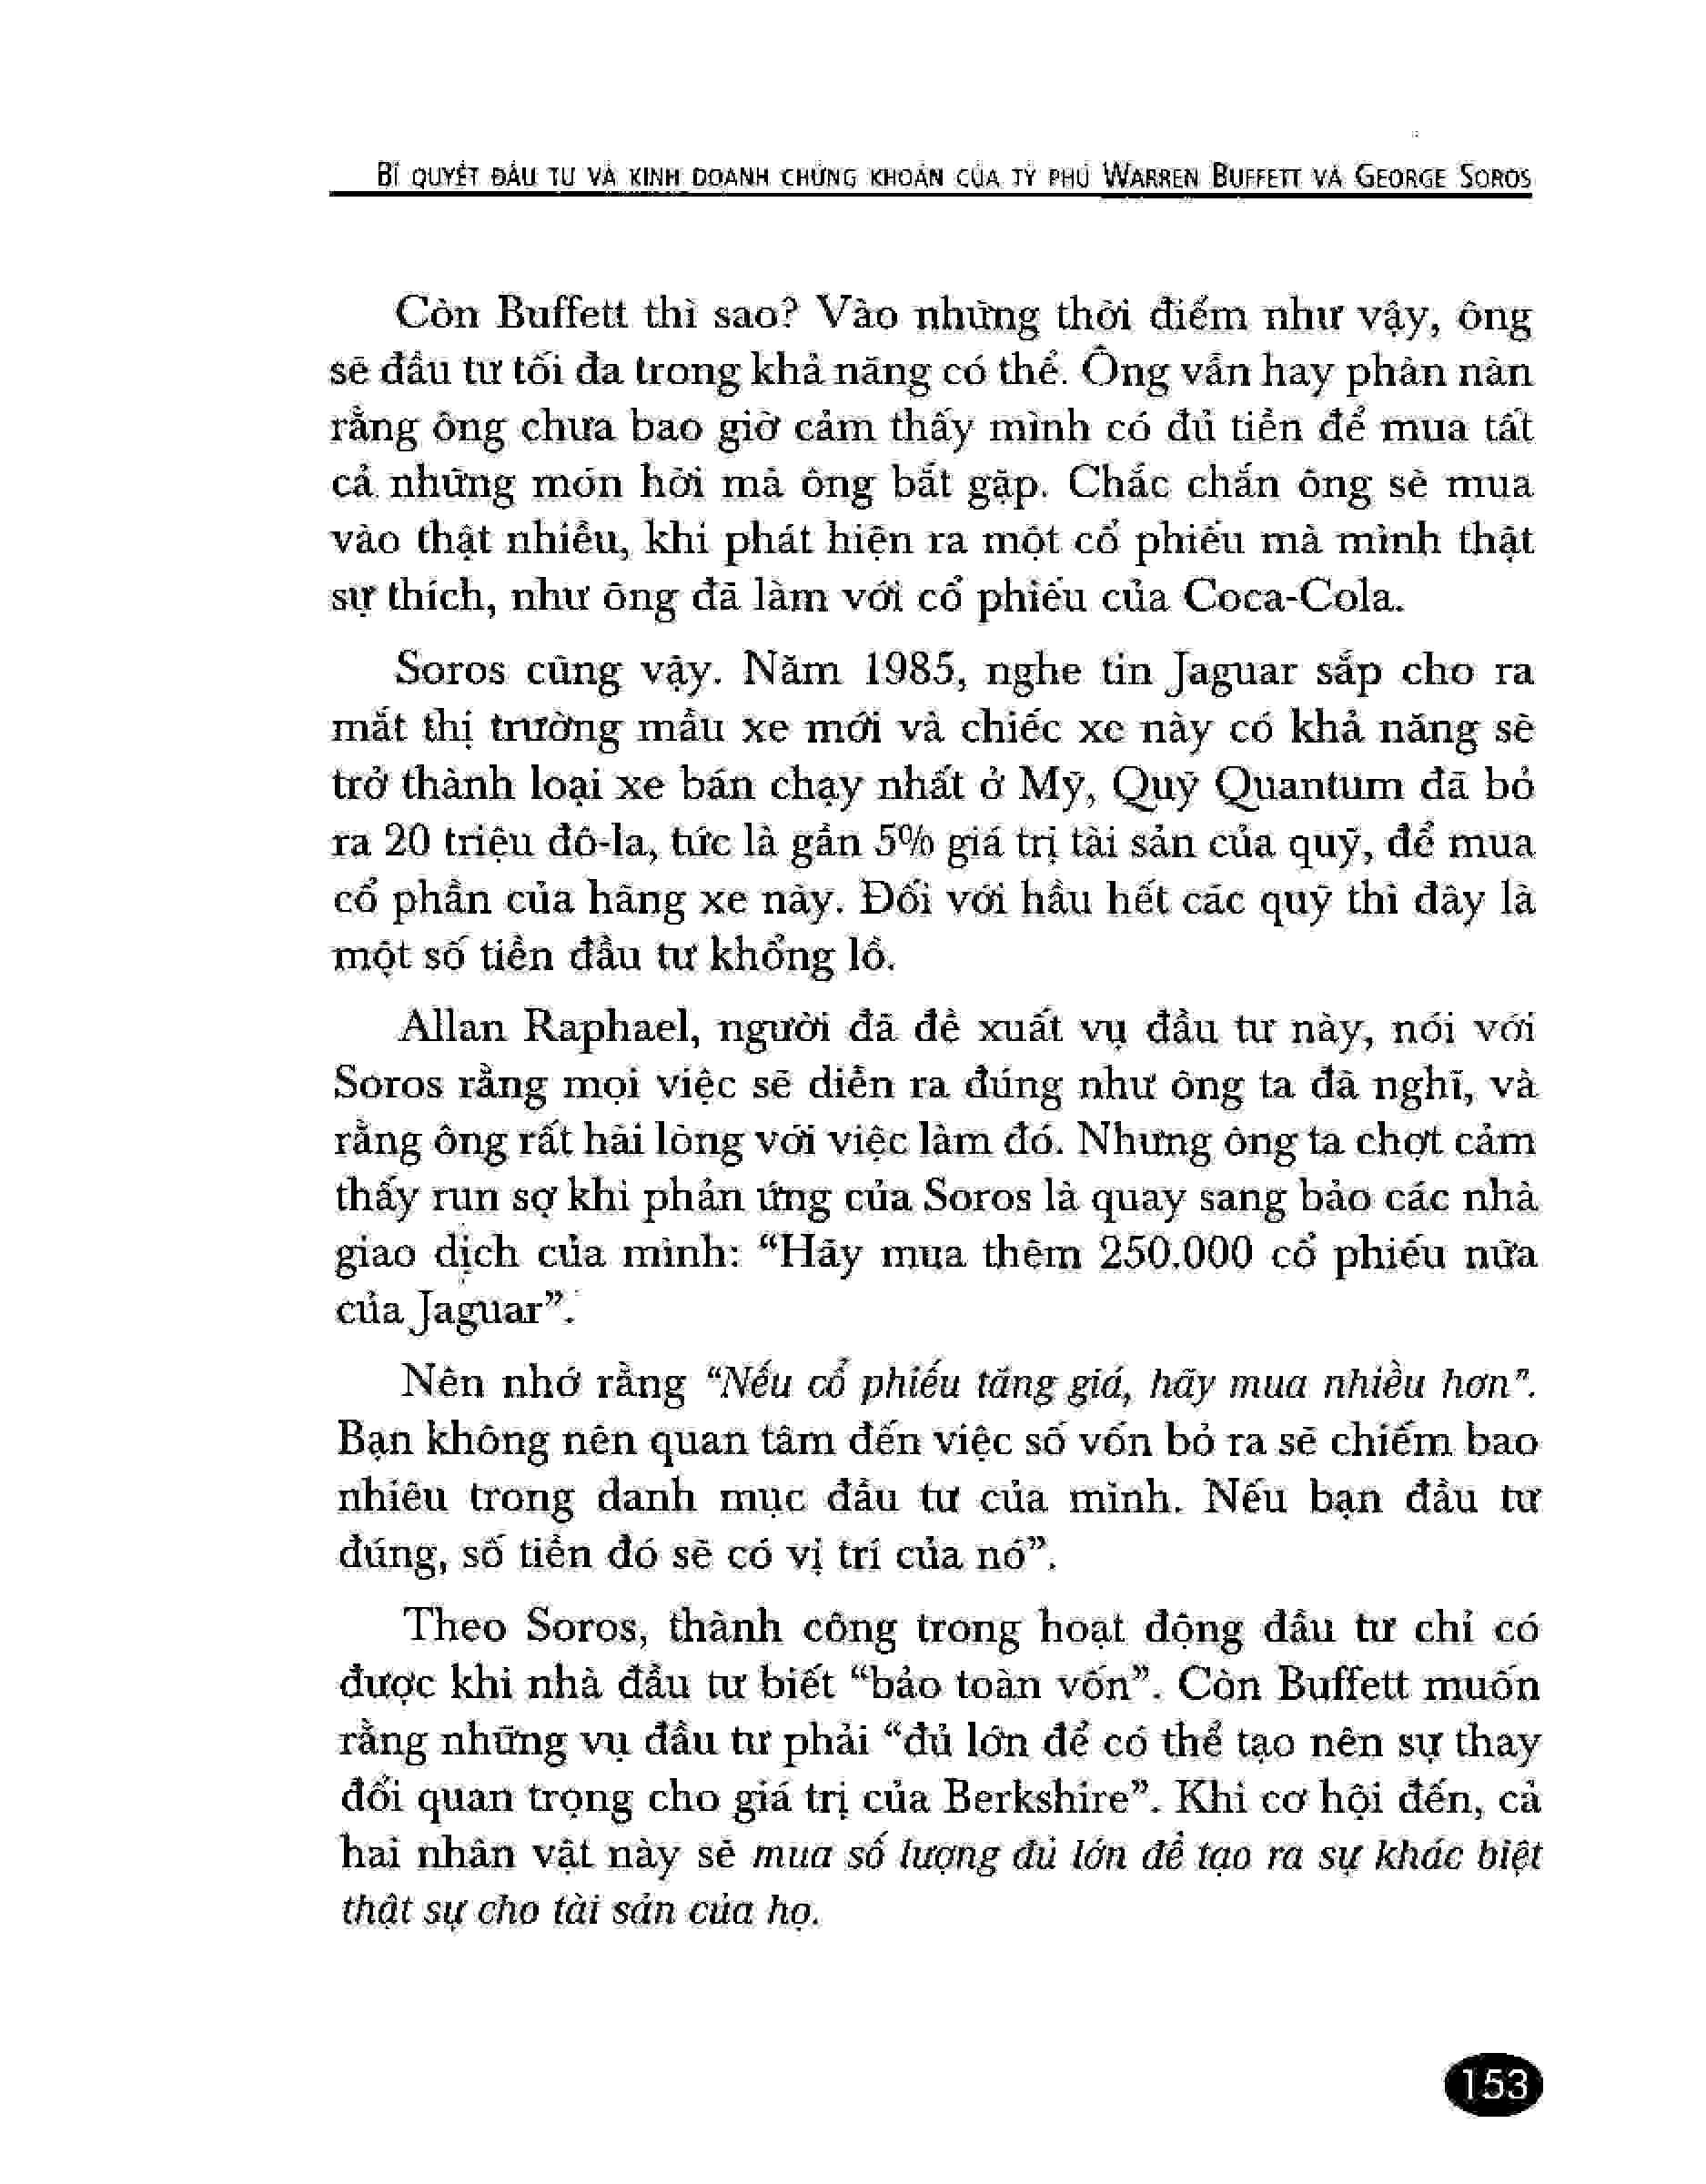 BÍ QUYẾT ĐẦU TƯ VÀ KINH DOANH CHỨNG KHOÁN CỦA TỶ PHÚ WARREN BUFFETT VÀ GEORGE SOROS
Còn Buffett thì sao? Vào những thời điểm như vậy, ông
sẽ đầu tư tối đa trong khả năng có thể. Ông vẫn hay phàn nàn
rằng ông chưa bao giờ cảm thấy mình có đủ tiền để mua tất
cả những món hời mà ông bắt gặp. Chắc chắn ông sẽ mua
vào thật nhiều, khi phát hiện ra một cổ phiếu mà mình thật
sự thích, như ông đã làm với cổ phiếu của Coca-Cola.
Soros cũng vậy. Năm 1985, nghe tin Jaguar sắp cho ra
mắt thị trường mẫu xe mới và chiếc xe này có khả năng sẽ
trở thành loại xe bán chạy nhất ở Mỹ, Quỹ Quantum đã bỏ
ra 20 triệu đô-la, tức là gần 5% giá trị tài sản của quỹ, để mua
cổ phần của hãng xe này. Đối với hầu hết các quỹ thì đây là
một số tiền đầu tư khổng lồ.
Allan Raphael, người đã đề xuất vụ đầu tư này, nói với
Soros rằng mọi việc sẽ diễn ra đúng như ông ta đã nghĩ, và
rằng ông rất hài lòng với việc làm đó. Nhưng ông ta chợt cảm
thấy run sợ khi phản ứng của Soros là quay sang bảo các nhà
giao dịch của mình: “Hãy mua thêm 250.000 cổ phiếu nữa
của Jaguar”.
Nên nhớ rằng “Nếu cổ phiếu tăng giá, hãy mua nhiều hơn”.
Bạn không nên quan tâm đến việc số vốn bỏ ra sẽ chiếm bao
nhiêu trong danh mục đầu tư của mình. Nếu bạn đầu tư
đúng, số tiền đó sẽ có vị trí của nó”.
Theo Soros, thành công trong hoạt động đầu tư chỉ có
được khi nhà đầu tư biết “bảo toàn vốn”. Còn Buffett muốn
rằng những vụ đầu tư phải “đủ lớn để có thể tạo nên sự thay
đổi quan trọng cho giá trị của Berkshire”. Khi cơ hội đến, cả
hai nhân vật này sẽ mua số lượng đủ lớn để tạo ra sự khác biệt
thật sự cho tài sản của họ.
153